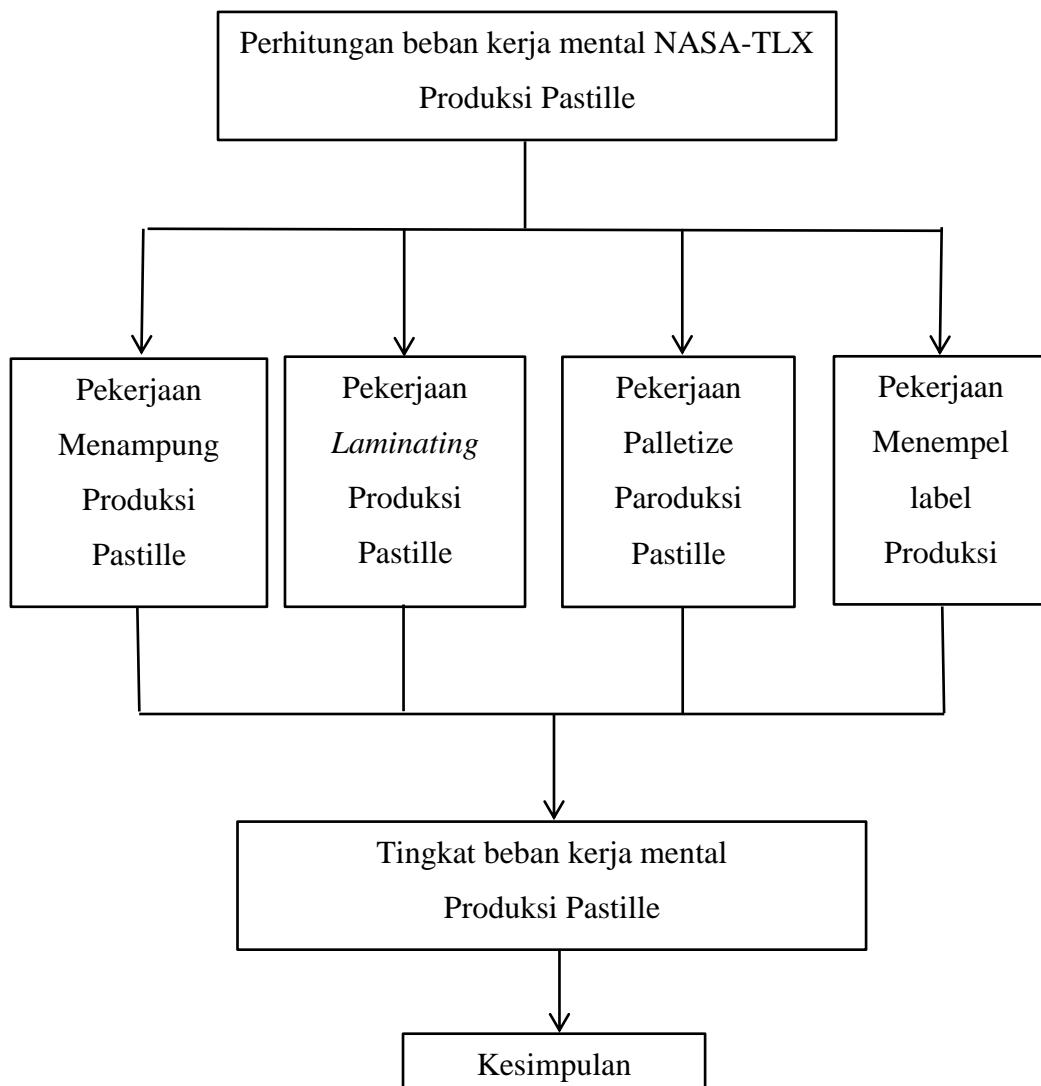 Perhitungan beban kerja mental NASA-TLX
Produksi Pastille
Pekerjaan
Menampung
Produksi
Pastille
Pekerjaan
Laminating
Produksi
Pastille
Pekerjaan
Palletize
Paroduksi
Pastille
Pekerjaan
Menempel
label
Produksi
Tingkat beban kerja mental
Produksi Pastille
Kesimpulan